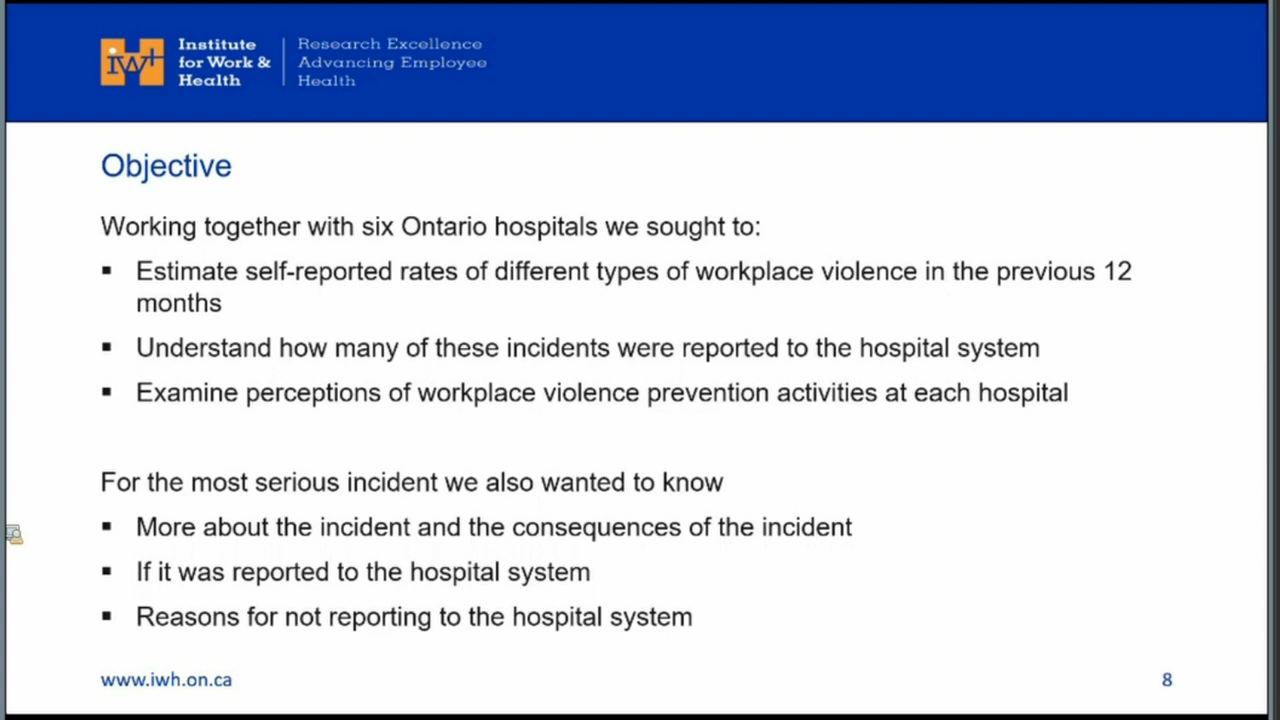 iw+
Institute
for Work &
Health
Research Excellence
Advancing Employee
Health
Objective
Working together with six Ontario hospitals we sought to:
▪ Estimate self-reported rates of different types of workplace violence in the previous 12
months
▪ Understand how many of these incidents were reported to the hospital system
▪ Examine perceptions of workplace violence prevention activities at each hospital
For the most serious incident we also wanted to know
▪ More about the incident and the consequences of the incident
▪ If it was reported to the hospital system
▪ Reasons for not reporting to the hospital system
www.iwh.on.ca
8